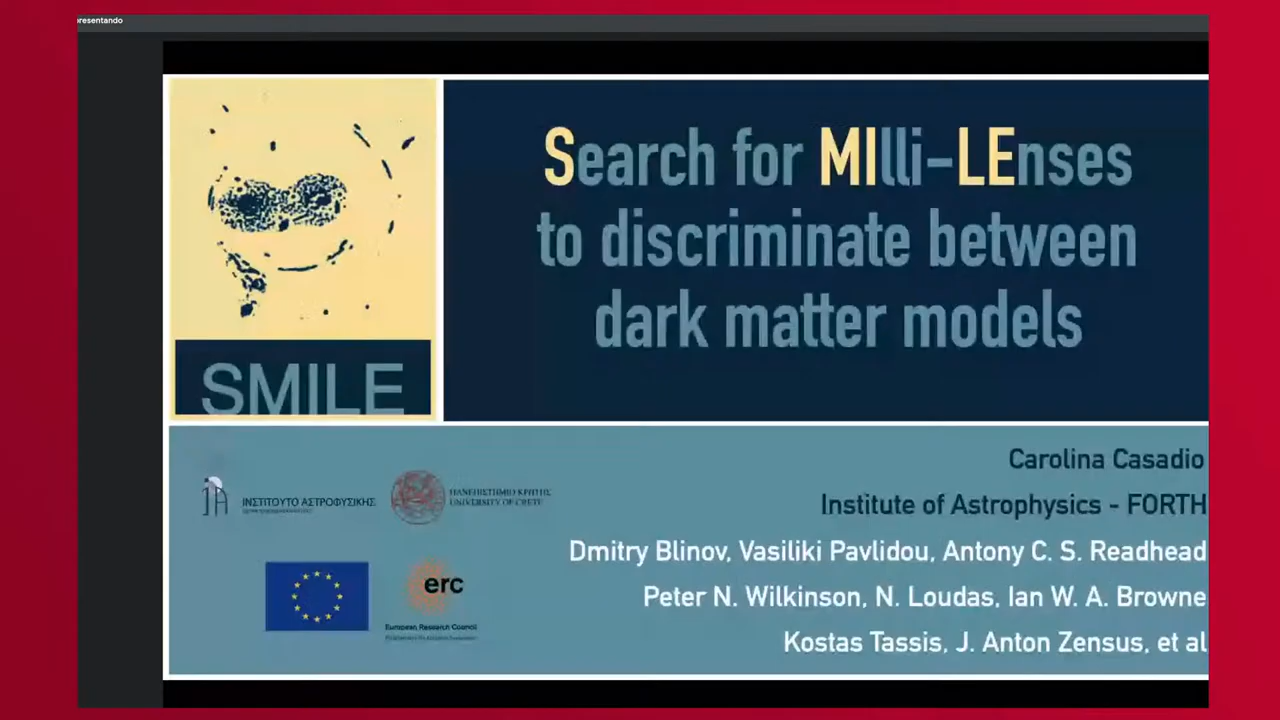 presentando
Search for MIlli-LEnses
to discriminate between
dark matter models
SMILE
Carolina Casadio
Institute of Astrophysics - FORTH
Dmitry Blinov, Vasiliki Pavlidou, Antony C. S. Readhead
Peter N. Wilkinson, N. Loudas, Ian W. A. Browne
Kostas Tassis, J. Anton Zensus, et al
ΙΝΣΤΙΤΟΥΤΟ ΑΣΤΡΟΦΥΣΙΚΗΣ
ΠΑΝΕΠΙΣΤΗΜΙΟ ΚΡΗΤΗΣ
UNIVERSITY OF CRETE
erc
European Research Council